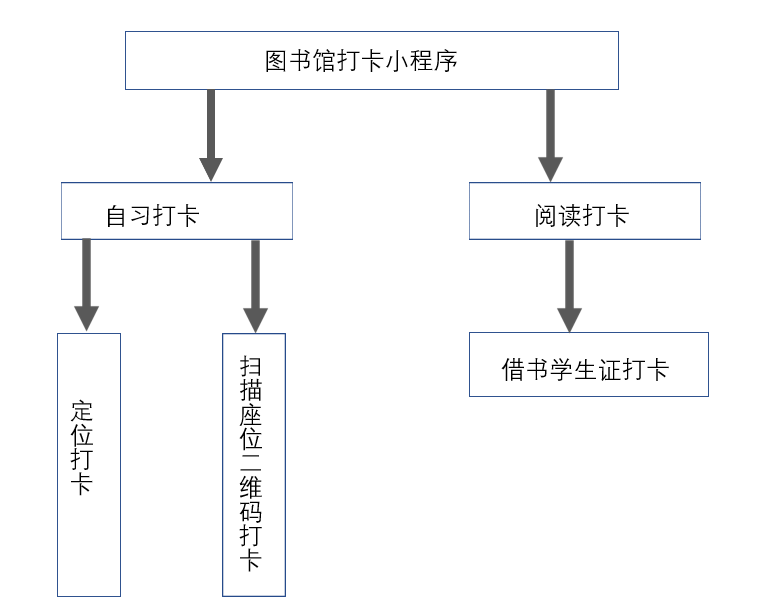 图书馆打卡小程序
自习打卡
阅读打卡
定位打卡
扫描座位二维码打卡
借书学生证打卡